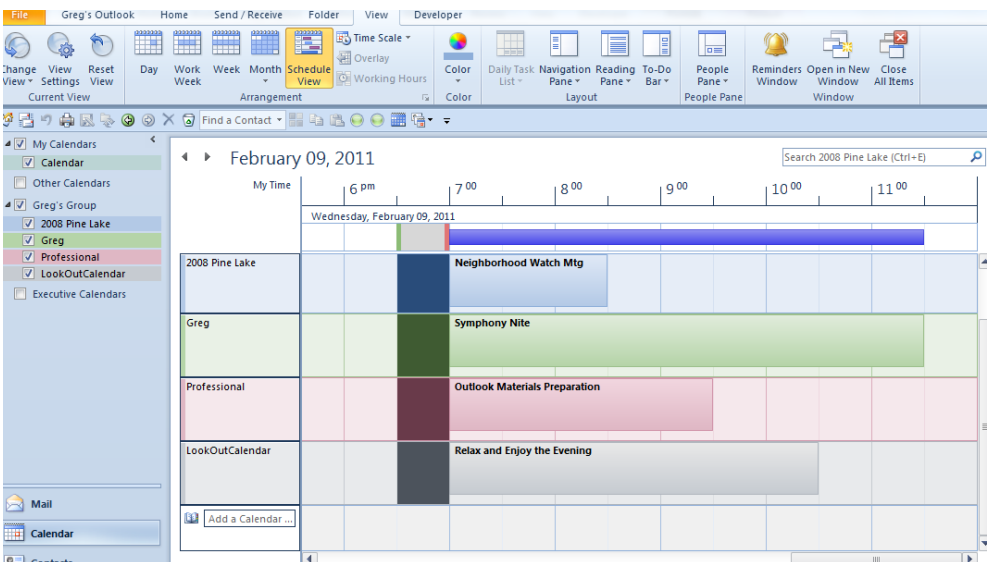 File Greg's Outlook Home Send / Receive Folder View Developer
Change View View Settings Reset View Day Work Week Week Month Schedule View Time Scale Overlay Working Hours Color Daily Task List Navigation Pane Reading Pane To-Do Bar People Pane Reminders Window Open in New Window Close All Items
Current View Arrangement Color Layout People Pane Window
Find a Contact
My Calendars
Calendar
Other Calendars
Greg's Group
2008 Pine Lake
Greg
Professional
LookOutCalendar
Executive Calendars
Mail
Calendar
Contacts
February 09, 2011
Search 2008 Pine Lake (Ctrl+E)
My Time 6 pm 7 00 8 00 9 00 10 00 11 00
Wednesday, February 09, 2011
2008 Pine Lake Neighborhood Watch Mtg
Greg Symphony Nite
Professional Outlook Materials Preparation
LookOutCalendar Relax and Enjoy the Evening
Add a Calendar ...